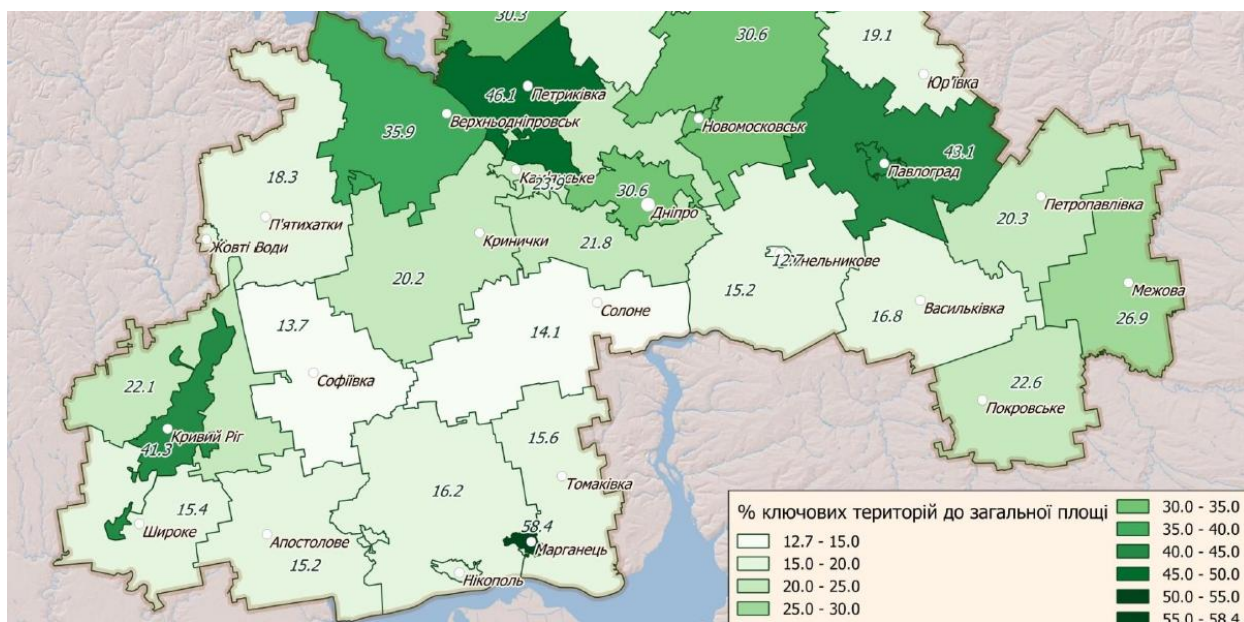 30.3
30.6
19.1
Юр'ївка
46.1
Петриківка
Верхньодніпровськ
35.9
Новомосковськ
43.1
Павлоград
Кам'янське
23.9
30.6
Дніпро
18.3
П'ятихатки
Жовті Води
Кринички
21.8
20.2
20.3
Петропавлівка
12.7
15.2
Васильківка
16.8
Межова
26.9
Солоне
14.1
13.7
Софіївка
22.1
22.6
Покровське
Кривий Ріг
41.3
15.6
Томаківка
16.2
15.4
Широке
Апостолове
15.2
58.4
Марганець
Нікополь
% ключових територій до загальної площі
12.7 - 15.0
15.0 - 20.0
20.0 - 25.0
25.0 - 30.0
30.0 - 35.0
35.0 - 40.0
40.0 - 45.0
45.0 - 50.0
50.0 - 55.0
55.0 - 58.4